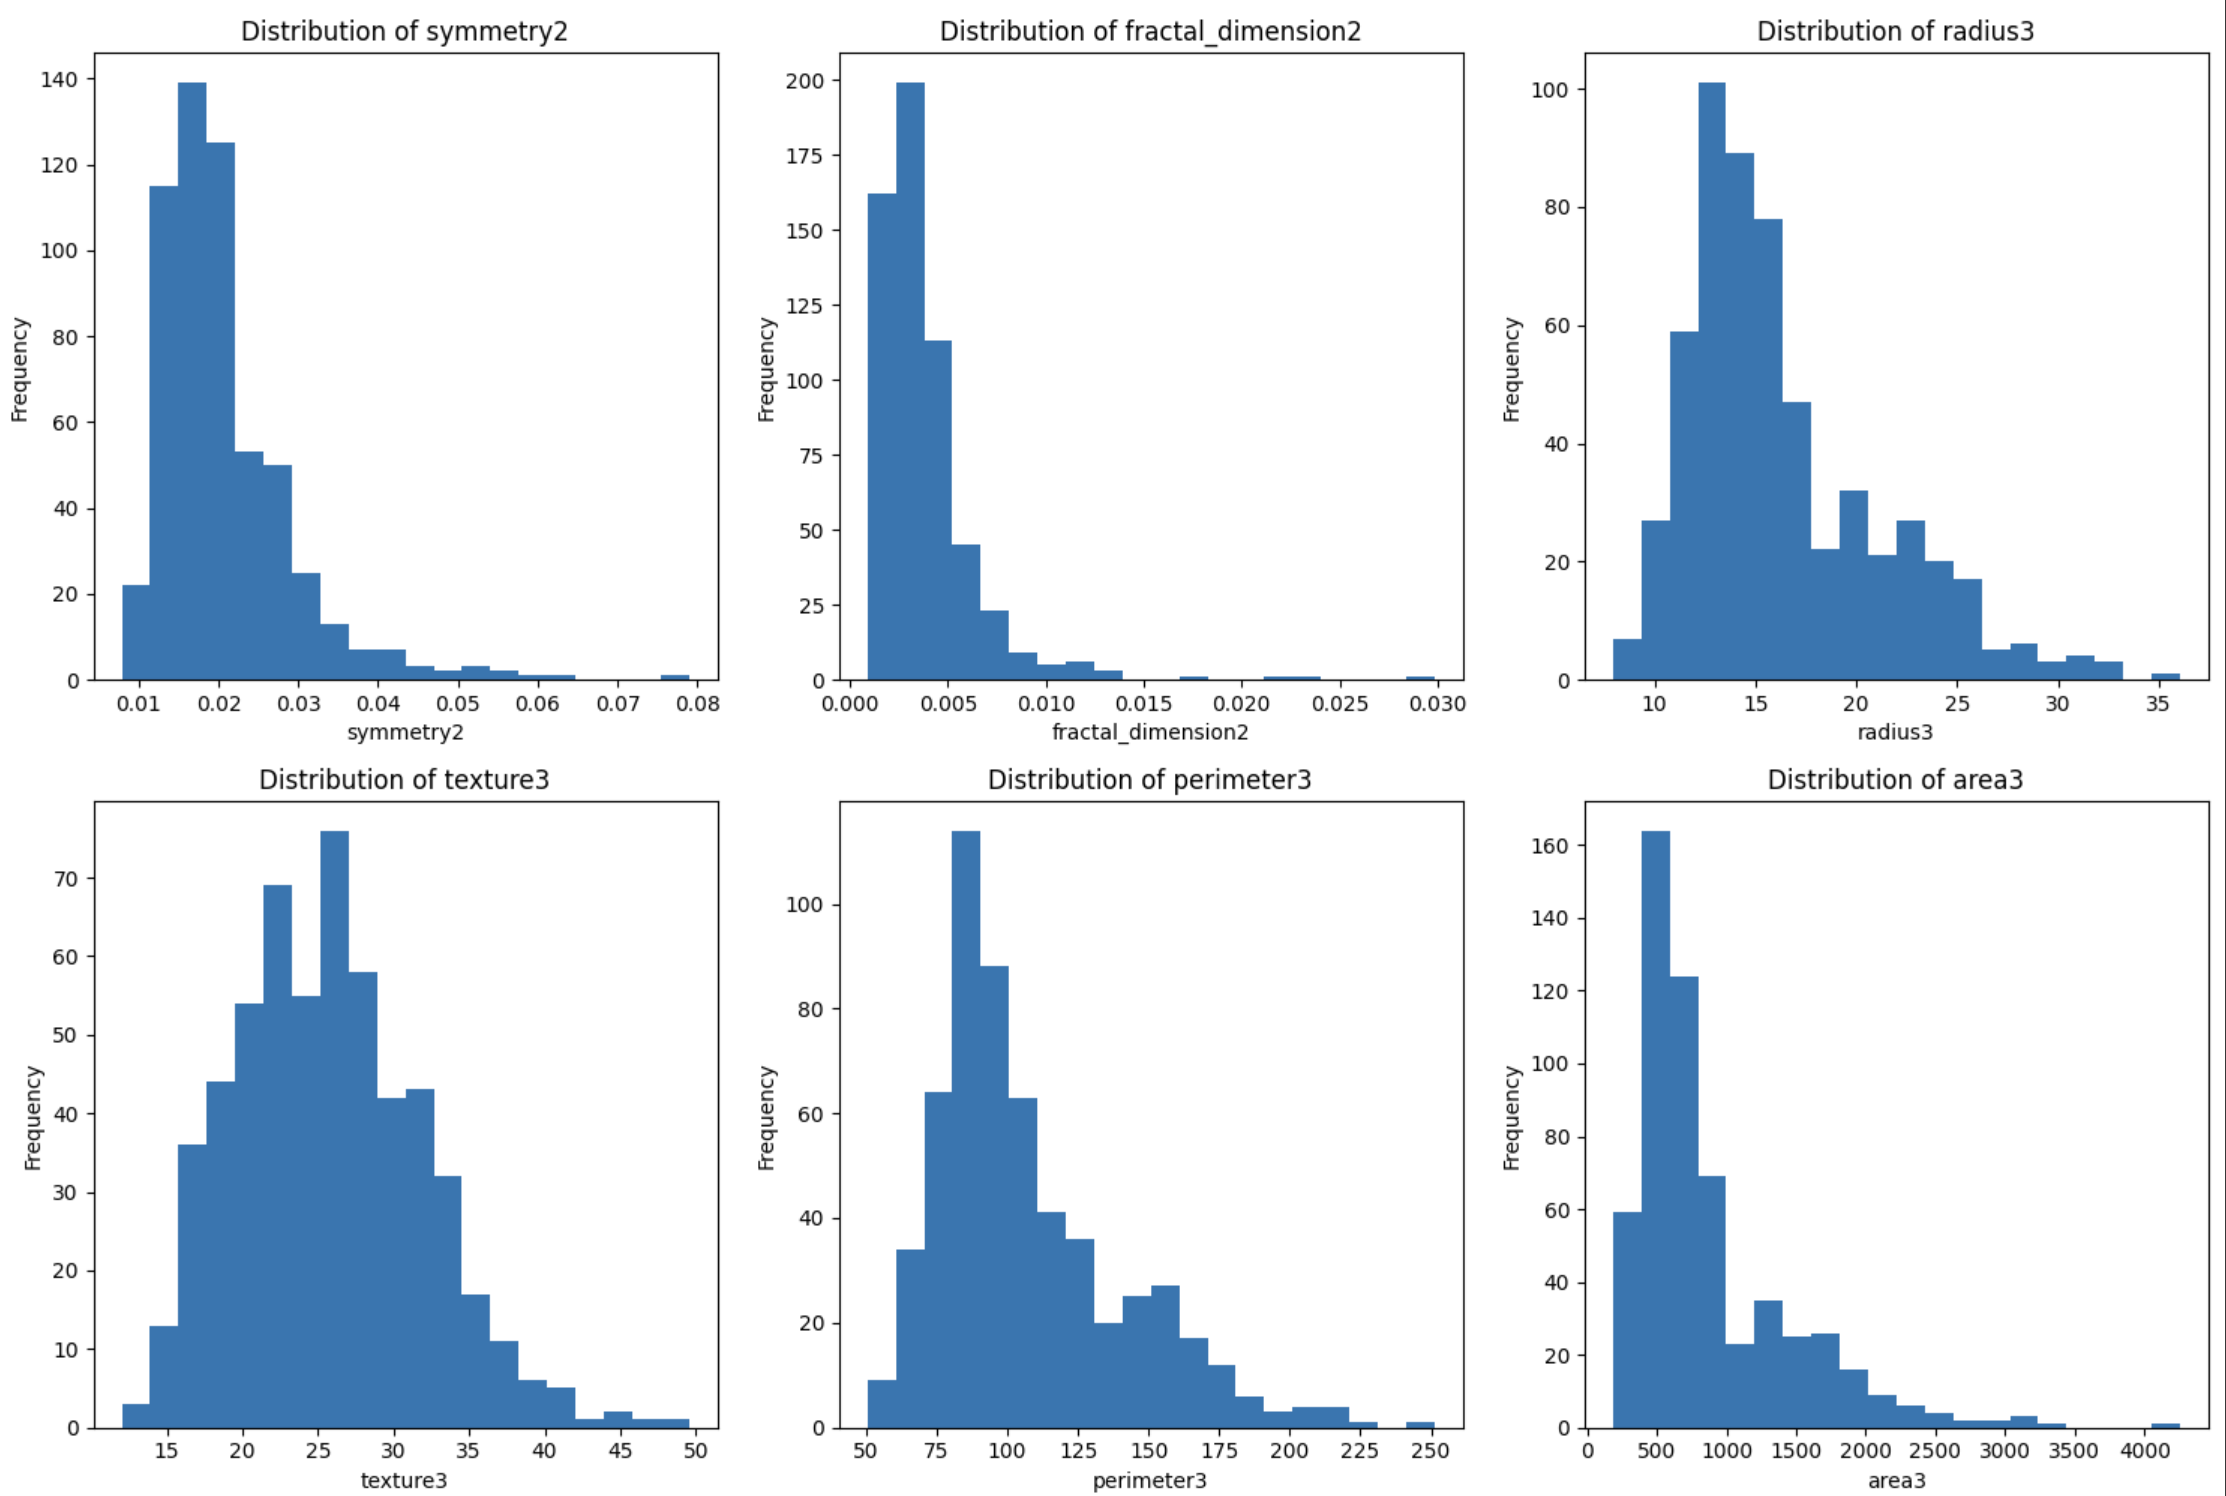 Distribution of symmetry2
140
120
100
80
60
40
20
0
Frequency
0.01 0.02 0.03 0.04 0.05 0.06 0.07 0.08
symmetry2
Distribution of fractal_dimension2
200
175
150
125
100
75
50
25
0
Frequency
0.000 0.005 0.010 0.015 0.020 0.025 0.030
fractal_dimension2
Distribution of radius3
100
80
60
40
20
0
Frequency
10 15 20 25 30 35
radius3
Distribution of texture3
70
60
50
40
30
20
10
0
Frequency
15 20 25 30 35 40 45 50
texture3
Distribution of perimeter3
100
80
60
40
20
0
Frequency
50 75 100 125 150 175 200 225 250
perimeter3
Distribution of area3
160
140
120
100
80
60
40
20
0
Frequency
0 500 1000 1500 2000 2500 3000 3500 4000
area3